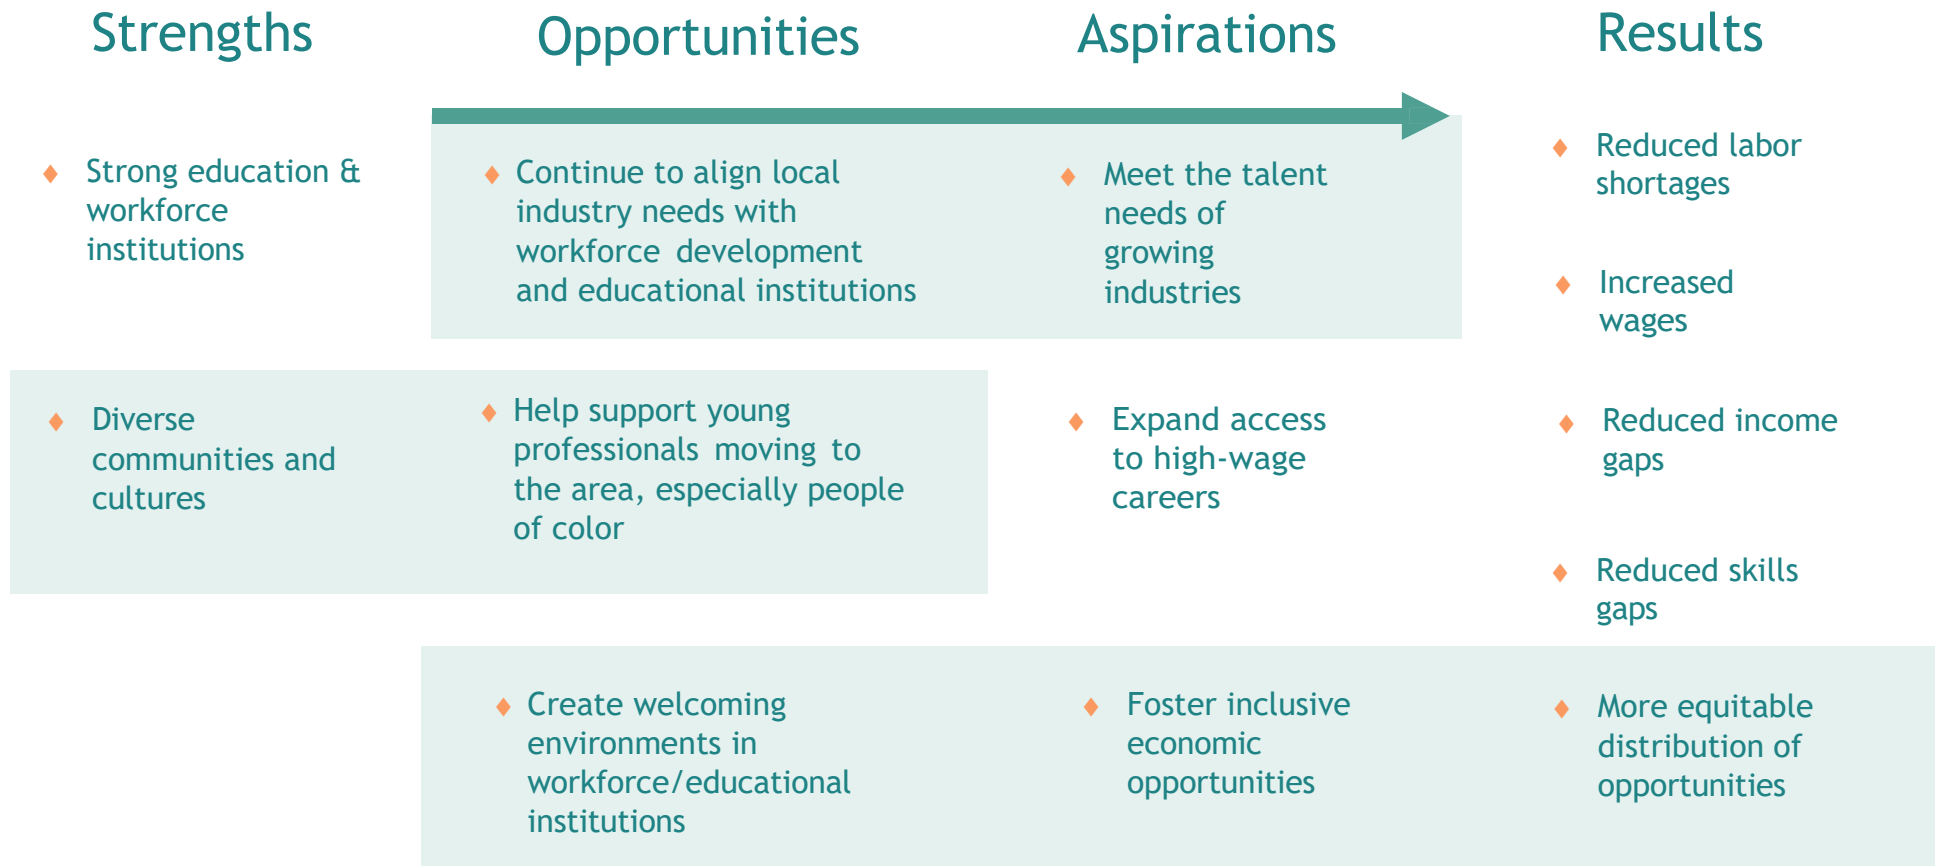 Strengths
Opportunities
Aspirations
Results
Strong education &
workforce
institutions
Continue to align local
industry needs with
workforce development
and educational institutions
Meet the talent
needs of
growing
industries
Reduced labor
shortages
Increased
wages
Diverse
communities and
cultures
Help support young
professionals moving to
the area, especially people
of color
Expand access
to high-wage
careers
Reduced income
gaps
Reduced skills
gaps
Create welcoming
environments in
workforce/educational
institutions
Foster inclusive
economic
opportunities
More equitable
distribution of
opportunities